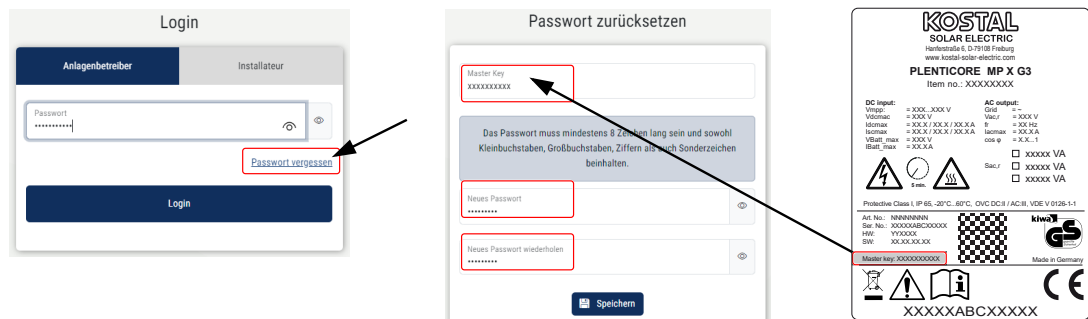 Login
Anlagenbetreiber
Installateur
Passwort
•••••••••••
Passwort vergessen
Login
Passwort zurücksetzen
Master Key
xxxxxxxxxx
Das Passwort muss mindestens 8 Zeichen lang sein und sowohl
Kleinbuchstaben, Großbuchstaben, Ziffern als auch Sonderzeichen
beinhalten.
Neues Passwort
•••••••••
Neues Passwort wiederholen
•••••••••
Speichern
KOSTAL
SOLAR ELECTRIC
Hanferstraße 6, D-79108 Freiburg
www.kostal-solar-electric.com
PLENTICORE MP X G3
Item no.: XXXXXXXX
DC input:
Vmpp: = XXX...XXX V
Vdcmax = XXX V
Idcmax = XX.X / XX.X / XX.X A
Iscmax = XX.X / XX.X / XX.X A
VBatt_max = XXX V
IBatt_max = XX.X A
AC output:
Grid = ~
Vac,r = XXX V
fr = XX Hz
Iacmax = XX.X A
cos φ = X.X...1
Sac,r
xxxxx VA
xxxxx VA
xxxxx VA
5 min.
Protective Class I, IP 65, -20°C..60°C, OVC DC:II / AC:III, VDE V 0126-1-1
Art. No.: NNNNNNNN
Ser. No.: XXXXXABCXXXXX
HW: YYXXXX
SW: XX.XX.XX.XX
Master key: XXXXXXXXXX
kiwa
GS
Made in Germany
CE
XXXXXABCXXXXX